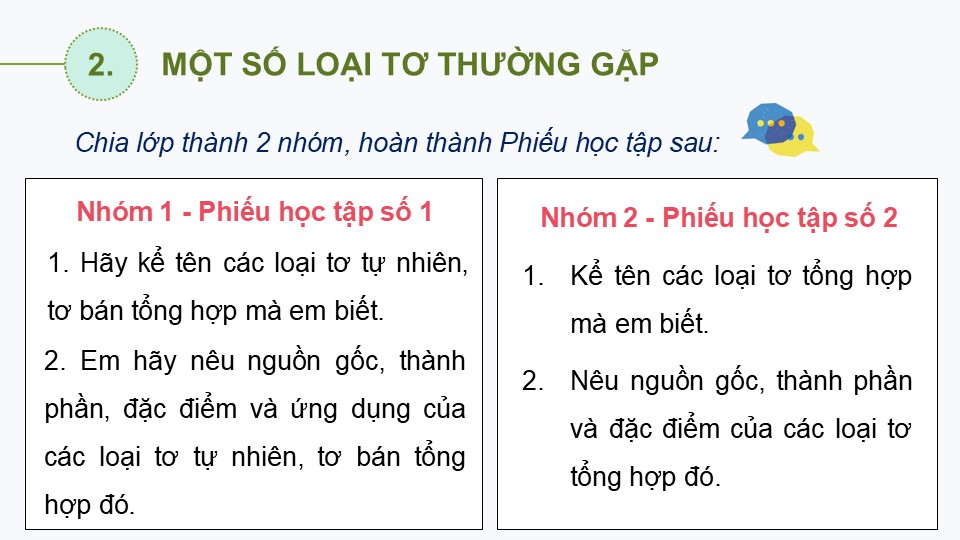 2.
MỘT SỐ LOẠI TƠ THƯỜNG GẶP
Chia lớp thành 2 nhóm, hoàn thành Phiếu học tập sau:
Nhóm 1 - Phiếu học tập số 1
1. Hãy kể tên các loại tơ tự nhiên,
tơ bán tổng hợp mà em biết.
2. Em hãy nêu nguồn gốc, thành
phần, đặc điểm và ứng dụng của
các loại tơ tự nhiên, tơ bán tổng
hợp đó.
Nhóm 2 - Phiếu học tập số 2
1. Kể tên các loại tơ tổng hợp
mà em biết.
2. Nêu nguồn gốc, thành phần
và đặc điểm của các loại tơ
tổng hợp đó.